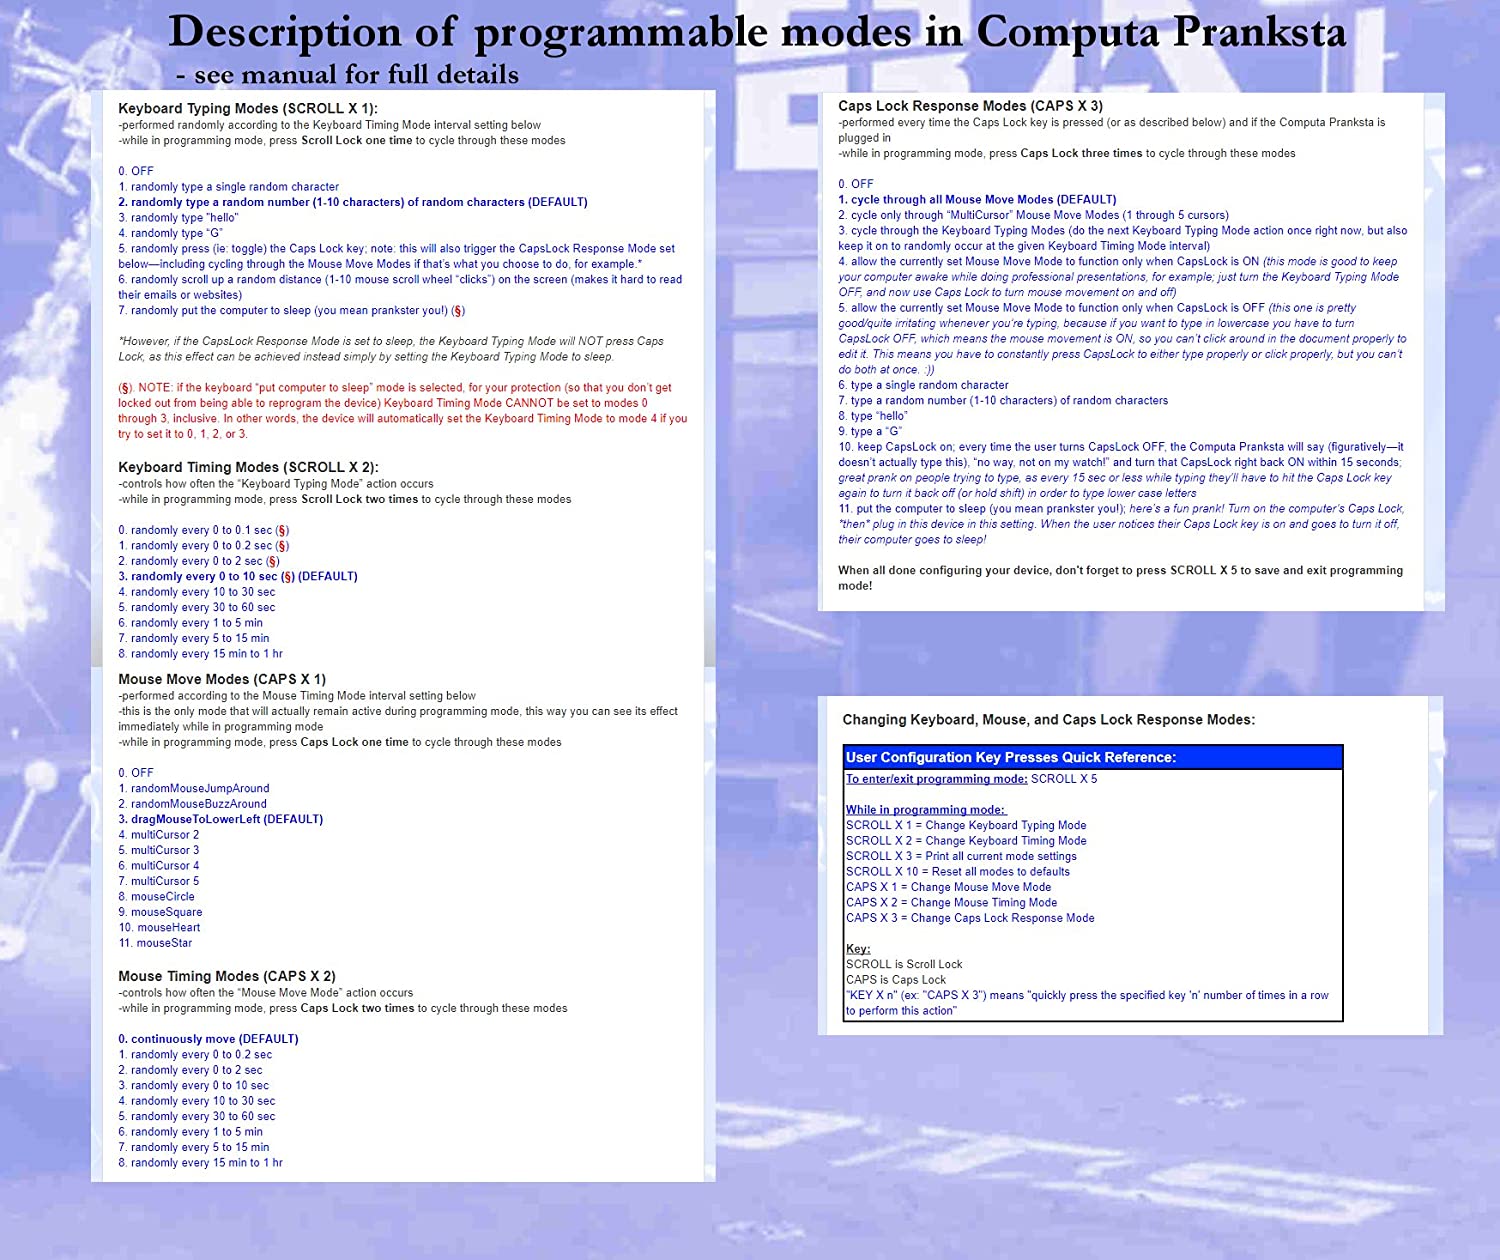 Description of programmable modes in Computa Pranksta
- see manual for full details
Keyboard Typing Modes (SCROLL X 1):
-performed randomly according to the Keyboard Timing Mode interval setting below
-while in programming mode, press Scroll Lock one time to cycle through these modes
0. OFF
1. randomly type a single random character
2. randomly type a random number (1-10 characters) of random characters (DEFAULT)
3. randomly type "hello"
4. randomly type “G”
5. randomly press (ie: toggle) the Caps Lock key; note: this will also trigger the CapsLock Response Mode set
below—including cycling through the Mouse Move Modes if that's what you choose to do, for example.*
6. randomly scroll up a random distance (1-10 mouse scroll wheel “clicks”) on the screen (makes it hard to read
their emails or websites)
7. randomly put the computer to sleep (you mean prankster you!) (§)
*However, if the CapsLock Response Mode is set to sleep, the Keyboard Typing Mode will NOT press Caps
Lock, as this effect can be achieved instead simply by setting the Keyboard Typing Mode to sleep.
(§). NOTE: if the keyboard “put computer to sleep” mode is selected, for your protection (so that you don't get
locked out from being able to reprogram the device) Keyboard Timing Mode CANNOT be set to modes 0
through 3, inclusive. In other words, the device will automatically set the Keyboard Timing Mode to mode 4 if you
try to set it to 0, 1, 2, or 3.
Keyboard Timing Modes (SCROLL X 2):
-controls how often the “Keyboard Typing Mode” action occurs
-while in programming mode, press Scroll Lock two times to cycle through these modes
0. randomly every 0 to 0.1 sec (§)
1. randomly every 0 to 0.2 sec (§)
2. randomly every 0 to 2 sec (§)
3. randomly every 0 to 10 sec (§) (DEFAULT)
4. randomly every 10 to 30 sec
5. randomly every 30 to 60 sec
6. randomly every 1 to 5 min
7. randomly every 5 to 15 min
8. randomly every 15 min to 1 hr
Mouse Move Modes (CAPS X 1)
-performed according to the Mouse Timing Mode interval setting below
-this is the only mode that will actually remain active during programming mode, this way you can see its effect
immediately while in programming mode
-while in programming mode, press Caps Lock one time to cycle through these modes
0. OFF
1. randomMouseJumpAround
2. randomMouseBuzzAround
3. dragMouseToLowerLeft (DEFAULT)
4. multiCursor 2
5. multiCursor 3
6. multiCursor 4
7. multiCursor 5
8. mouseCircle
9. mouseSquare
10. mouseHeart
11. mouseStar
Mouse Timing Modes (CAPS X 2)
-controls how often the “Mouse Move Mode” action occurs
-while in programming mode, press Caps Lock two times to cycle through these modes
0. continuously move (DEFAULT)
1. randomly every 0 to 0.2 sec
2. randomly every 0 to 2 sec
3. randomly every 0 to 10 sec
4. randomly every 10 to 30 sec
5. randomly every 30 to 60 sec
6. randomly every 1 to 5 min
7. randomly every 5 to 15 min
8. randomly every 15 min to 1 hr
Caps Lock Response Modes (CAPS X 3)
-performed every time the Caps Lock key is pressed (or as described below) and if the Computa Pranksta is
plugged in
-while in programming mode, press Caps Lock three times to cycle through these modes
0. OFF
1. cycle through all Mouse Move Modes (DEFAULT)
2. cycle only through “MultiCursor” Mouse Move Modes (1 through 5 cursors)
3. cycle through the Keyboard Typing Modes (do the next Keyboard Typing Mode action once right now, but also
keep it on to randomly occur at the given Keyboard Timing Mode interval)
4. allow the currently set Mouse Move Mode to function only when CapsLock is ON (this mode is good to keep
your computer awake while doing professional presentations, for example; just turn the Keyboard Typing Mode
OFF, and now use Caps Lock to turn mouse movement on and off)
5. allow the currently set Mouse Move Mode to function only when CapsLock is OFF (this one is pretty
good/quite irritating whenever you're typing, because if you want to type in lowercase you have to turn
CapsLock OFF, which means the mouse movement is ON, so you can't click around in the document properly to
edit it. This means you have to constantly press CapsLock to either type properly or click properly, but you can't
do both at once. :))
6. type a single random character
7. type a random number (1-10 characters) of random characters
8. type “hello”
9. type a “G”
10. keep CapsLock on; every time the user turns CapsLock OFF, the Computa Pranksta will say (figuratively—it
doesn't actually type this), “no way, not on my watch!” and turn that CapsLock right back ON within 15 seconds;
great prank on people trying to type, as every 15 sec or less while typing they'll have to hit the Caps Lock key
again to turn it back off (or hold shift) in order to type lower case letters
11. put the computer to sleep (you mean prankster you!); here's a fun prank! Turn on the computer's Caps Lock,
*then* plug in this device in this setting. When the user notices their Caps Lock key is on and goes to turn it off,
their computer goes to sleep!
When all done configuring your device, don't forget to press SCROLL X 5 to save and exit programming
mode!
Changing Keyboard, Mouse, and Caps Lock Response Modes:
User Configuration Key Presses Quick Reference:
To enter/exit programming mode: SCROLL X 5
While in programming mode:
SCROLL X 1 = Change Keyboard Typing Mode
SCROLL X 2 = Change Keyboard Timing Mode
SCROLL X 3 = Print all current mode settings
SCROLL X 10 = Reset all modes to defaults
CAPS X 1 = Change Mouse Move Mode
CAPS X 2 = Change Mouse Timing Mode
CAPS X 3 = Change Caps Lock Response Mode
Key:
SCROLL is Scroll Lock
CAPS is Caps Lock
"KEY X n" (ex: "CAPS X 3") means "quickly press the specified key 'n' number of times in a row
to perform this action"